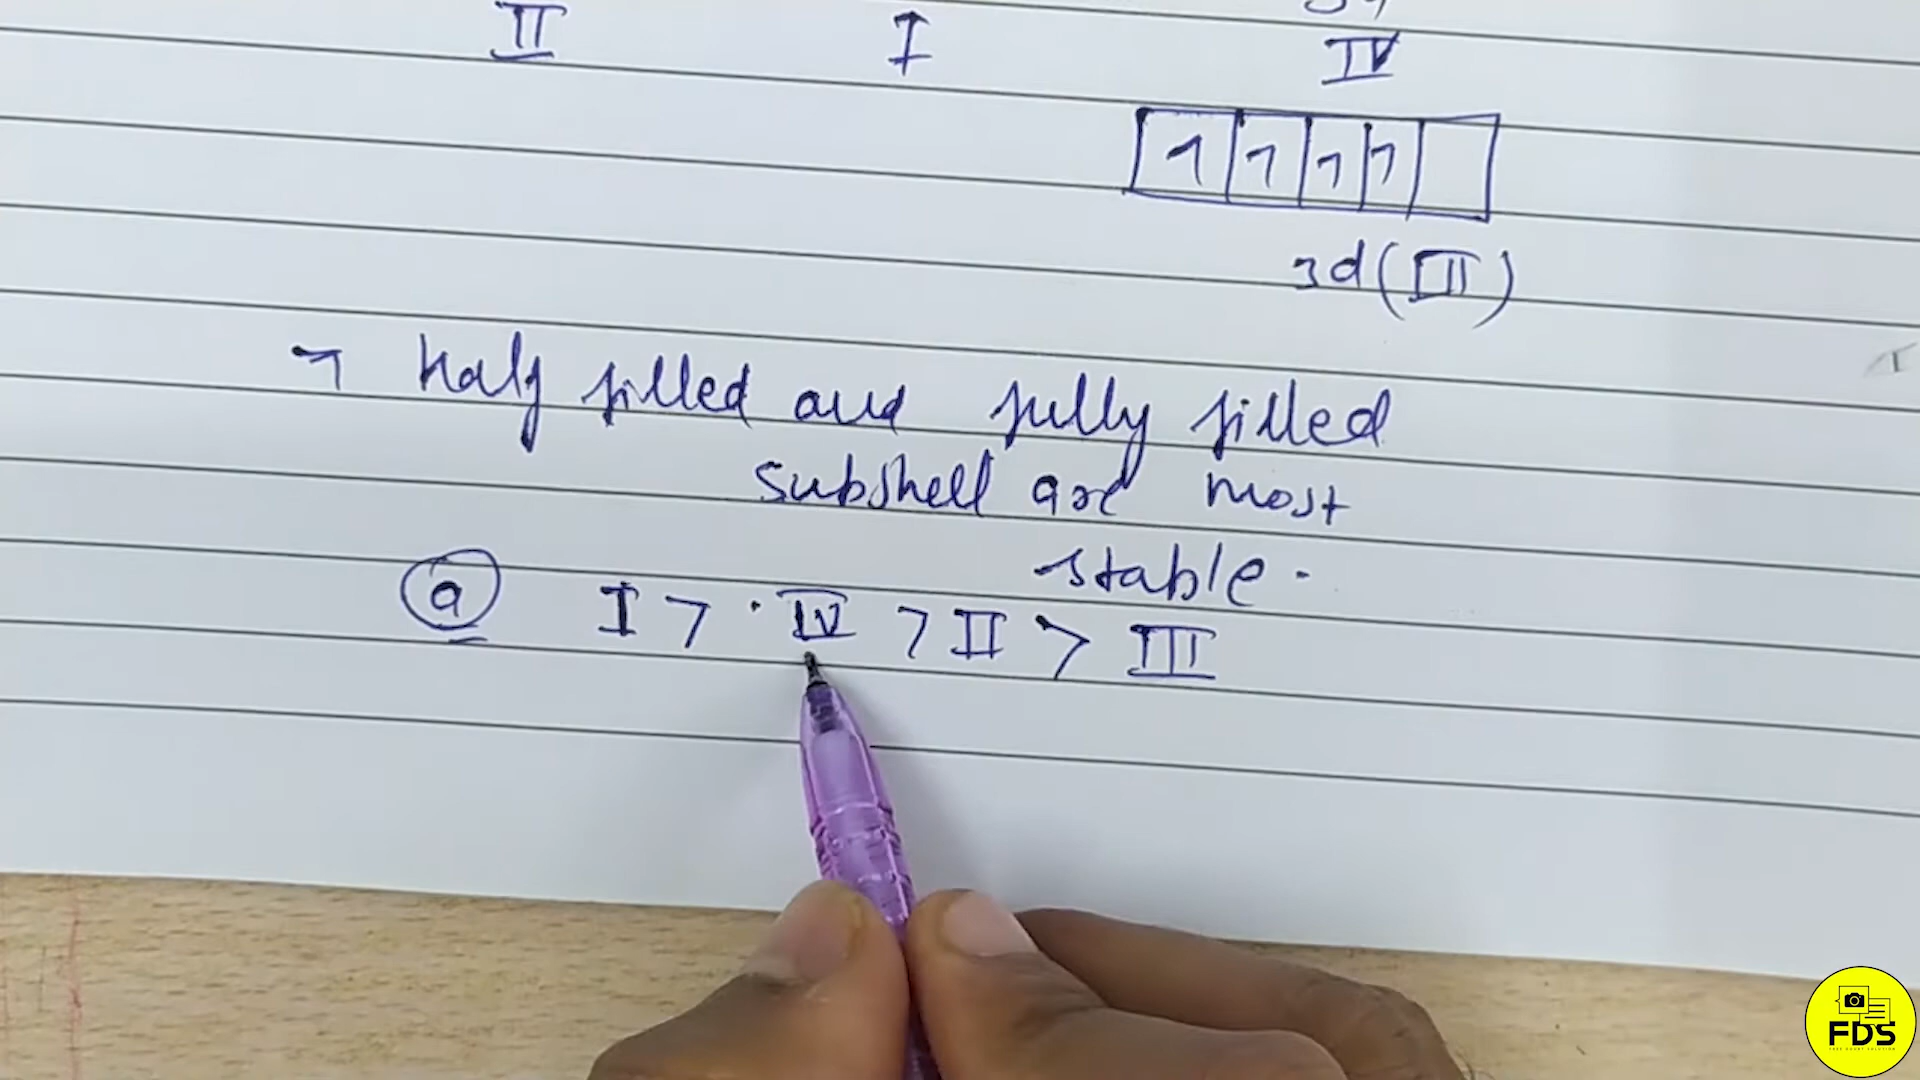 II I IV
1 1 1 1
3d (III)
→ Half filled and fully filled
subshell are most
stable.
a I > IV > II > III
FDS